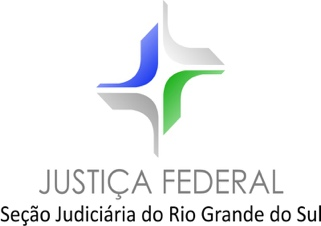 JUSTIÇA FEDERAL
Seção Judiciária do Rio Grande do Sul